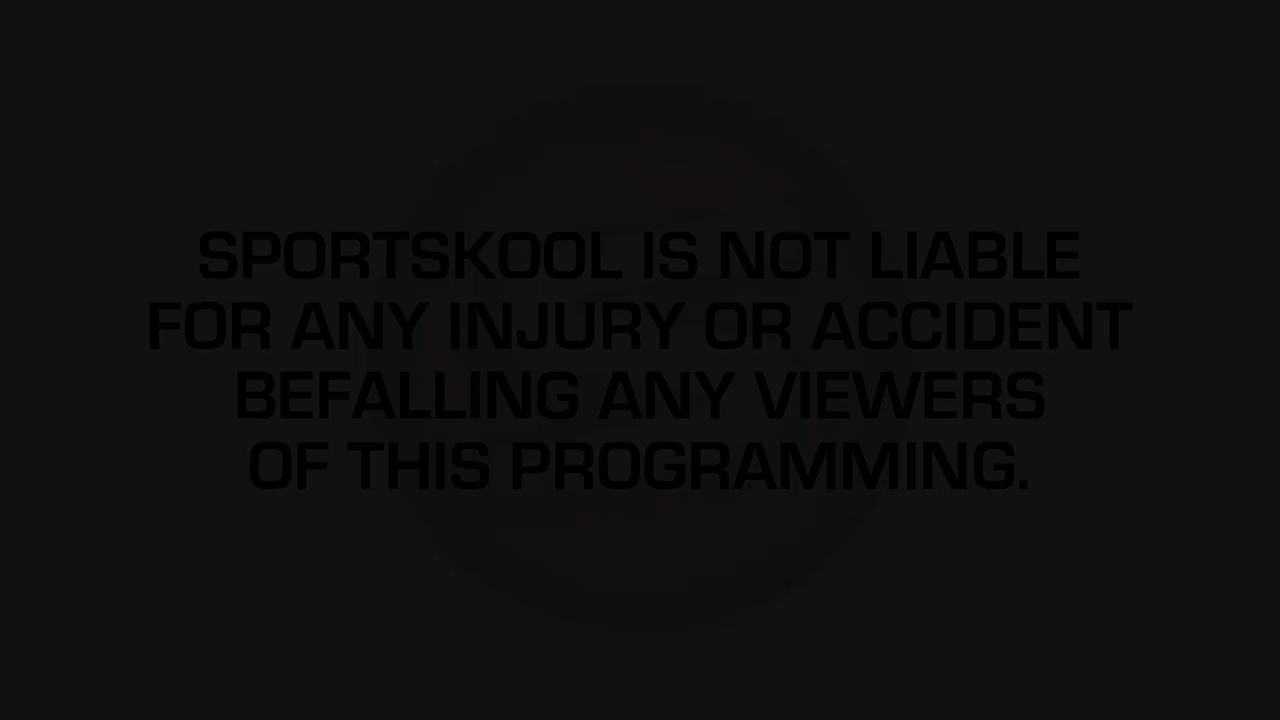 SPORTSKOOL IS NOT LIABLE
FOR ANY INJURY OR ACCIDENT
BEFALLING ANY VIEWERS
OF THIS PROGRAMMING.